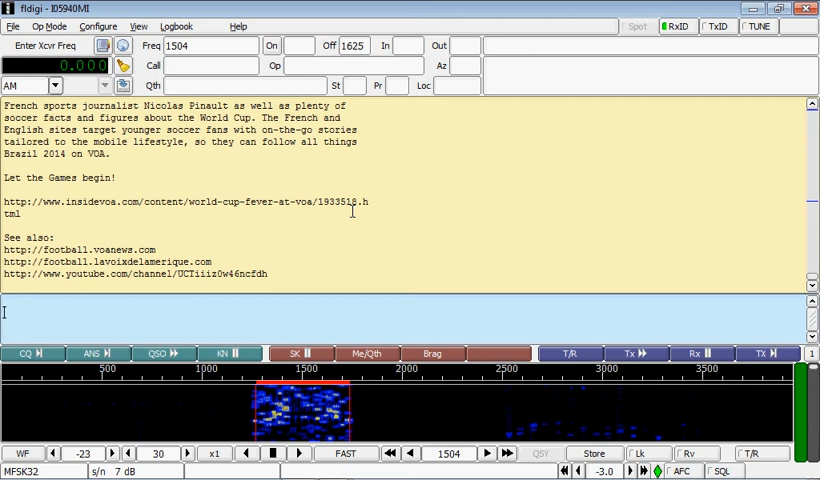 fldigi - ID5940MI
File Op Mode Configure View Logbook Help Spot RxID TxID TUNE
Enter Xcvr Freq Freq 1504 On Off 1625 In Out
0.000 Call Op Az
AM Qth St Pr Loc
French sports journalist Nicolas Pinault as well as plenty of
soccer facts and figures about the World Cup. The French and
English sites target younger soccer fans with on-the-go stories
tailored to the mobile lifestyle, so they can follow all things
Brazil 2014 on VOA.
Let the Games begin!
http://www.insidevoa.com/content/world-cup-fever-at-voa/1933518.h
tml
See also:
http://football.voanews.com
http://football.lavoixdelamerique.com
http://www.youtube.com/channel/UCTiiiz0w46ncfdh
CQ ANS QSO KN SK Me/Qth Brag T/R Tx Rx TX 1
500 1000 1500 2000 2500 3000 3500
WF -23 30 x1 FAST 1504 QSY Store Lk Rv T/R
MFSK32 s/n 7 dB -3.0 AFC SQL